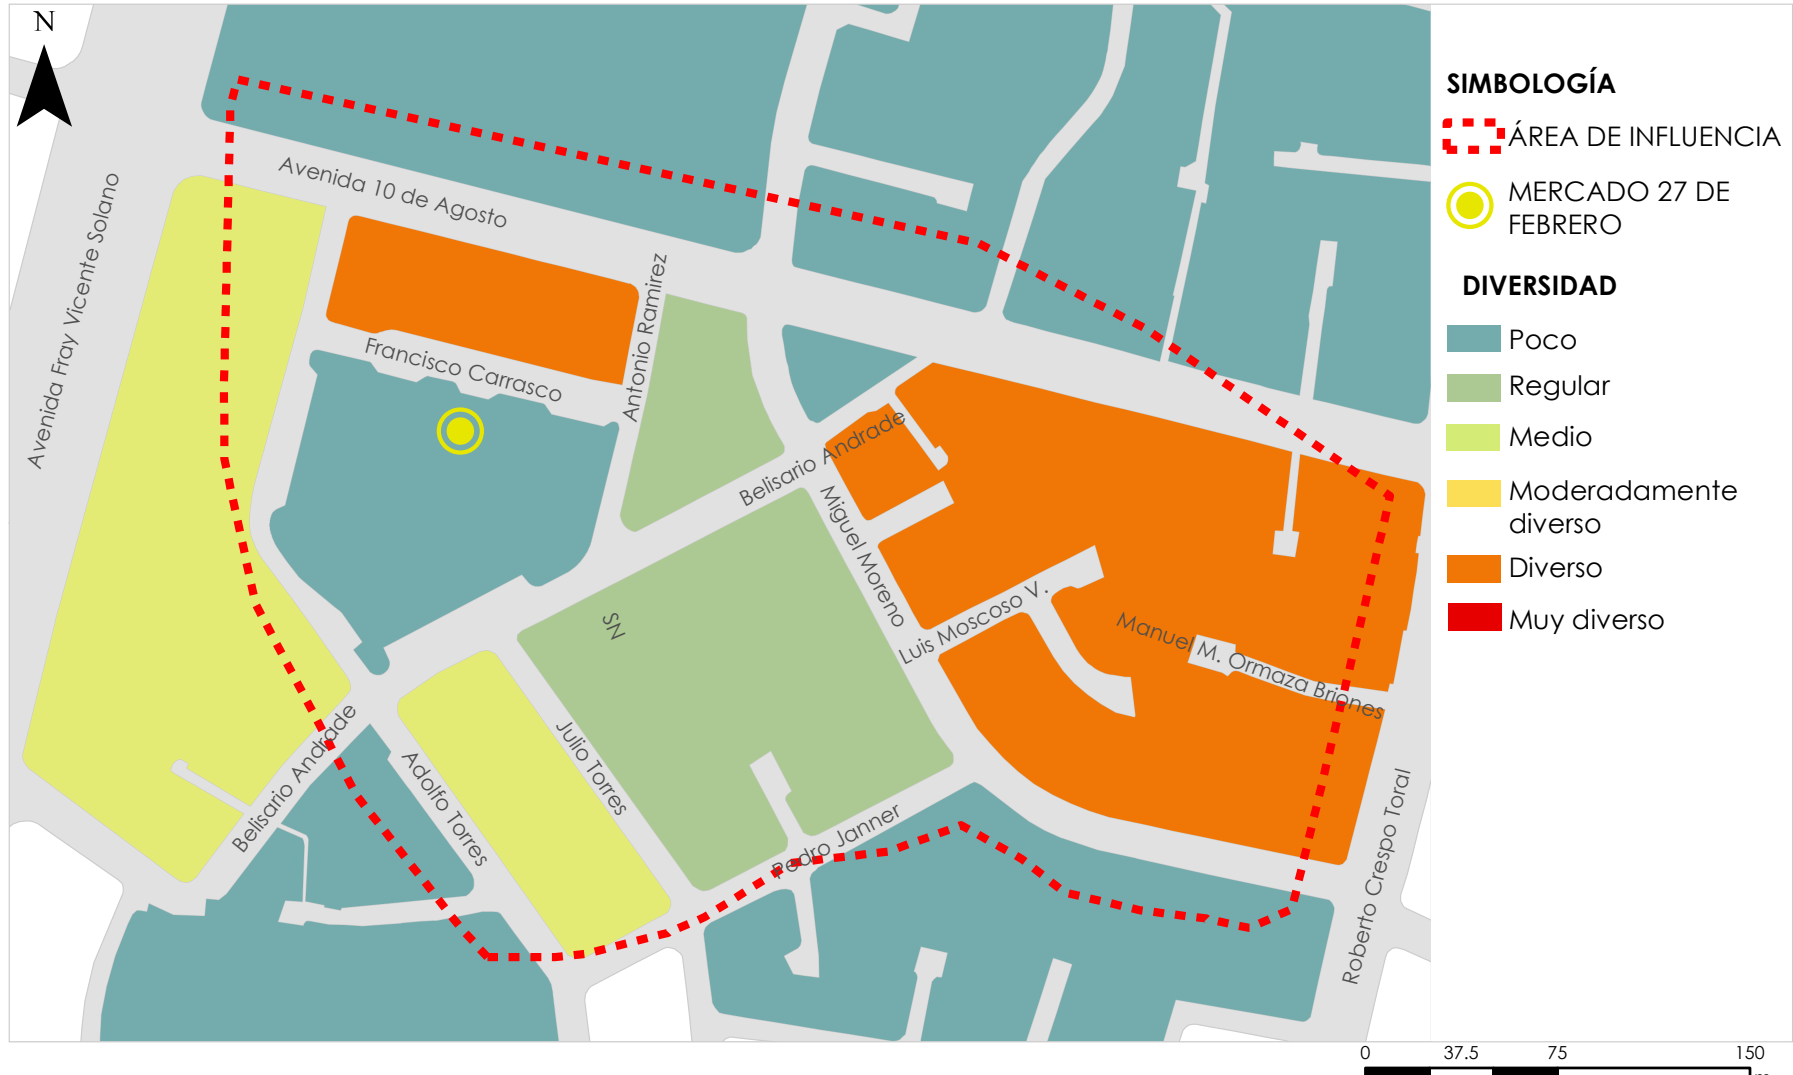 N
Avenida Fray Vicente Solano
Avenida 10 de Agosto
Francisco Carrasco
Antonio Ramirez
Belisario Andrade
Miguel Moreno
Luis Moscoso V.
Manuel M. Ormaza Briones
SN
Julio Torres
Adolfo Torres
Belisario Andrade
Pedro Janner
Roberto Crespo Toral
SIMBOLOGÍA
ÁREA DE INFLUENCIA
MERCADO 27 DE
FEBRERO
DIVERSIDAD
Poco
Regular
Medio
Moderadamente
diverso
Diverso
Muy diverso
0 37.5 75 150